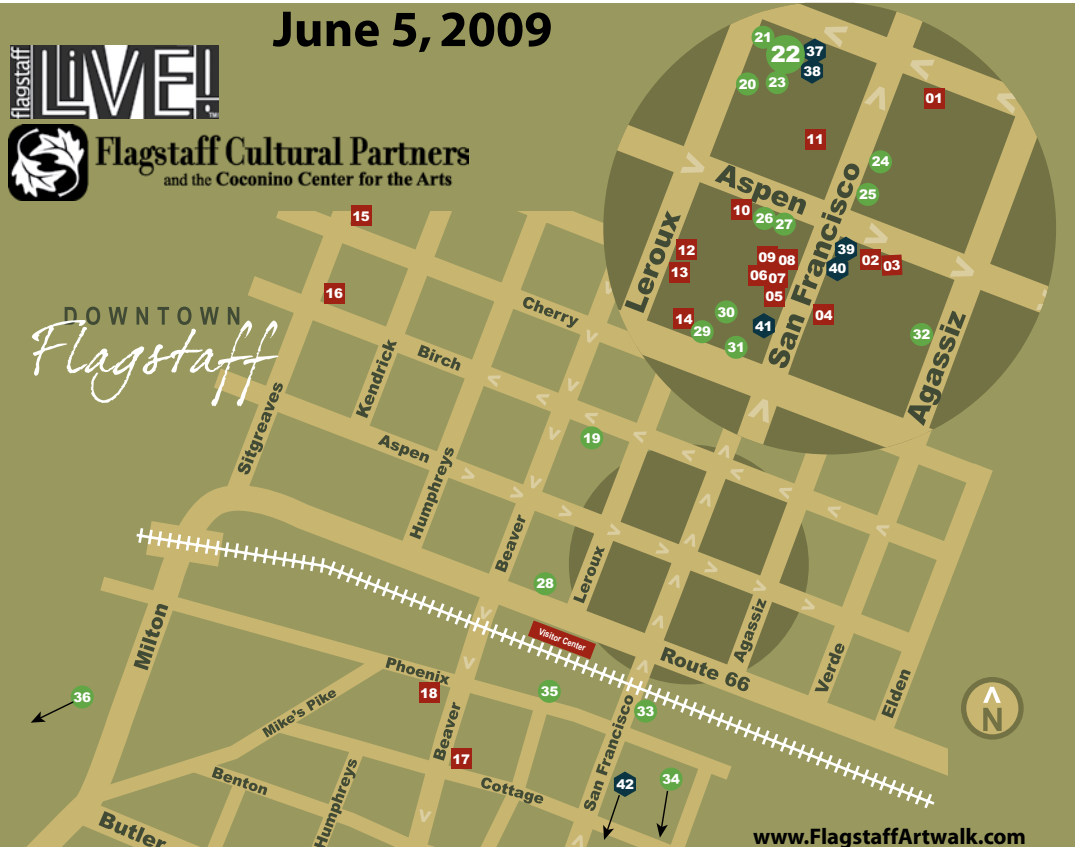 June 5, 2009
flagstaff
LiVE!
Flagstaff Cultural Partners
and the Coconino Center for the Arts
DOWNTOWN
Flagstaff
21
22
37
38
20
23
01
11
24
25
Aspen
10
26
27
San Francisco
Leroux
12
13
09
08
06
07
05
39
40
02
03
04
14
29
30
31
41
32
Agassiz
15
16
Cherry
Birch
Kendrick
Sitgreaves
Aspen
Humphreys
19
Beaver
28
Leroux
Agassiz
Visitor Center
Route 66
Verde
Elden
Milton
Phoenix
18
35
33
36
Mike's Pike
Beaver
17
San Francisco
Benton
Humphreys
Cottage
42
34
Butler
N
www.FlagstaffArtwalk.com